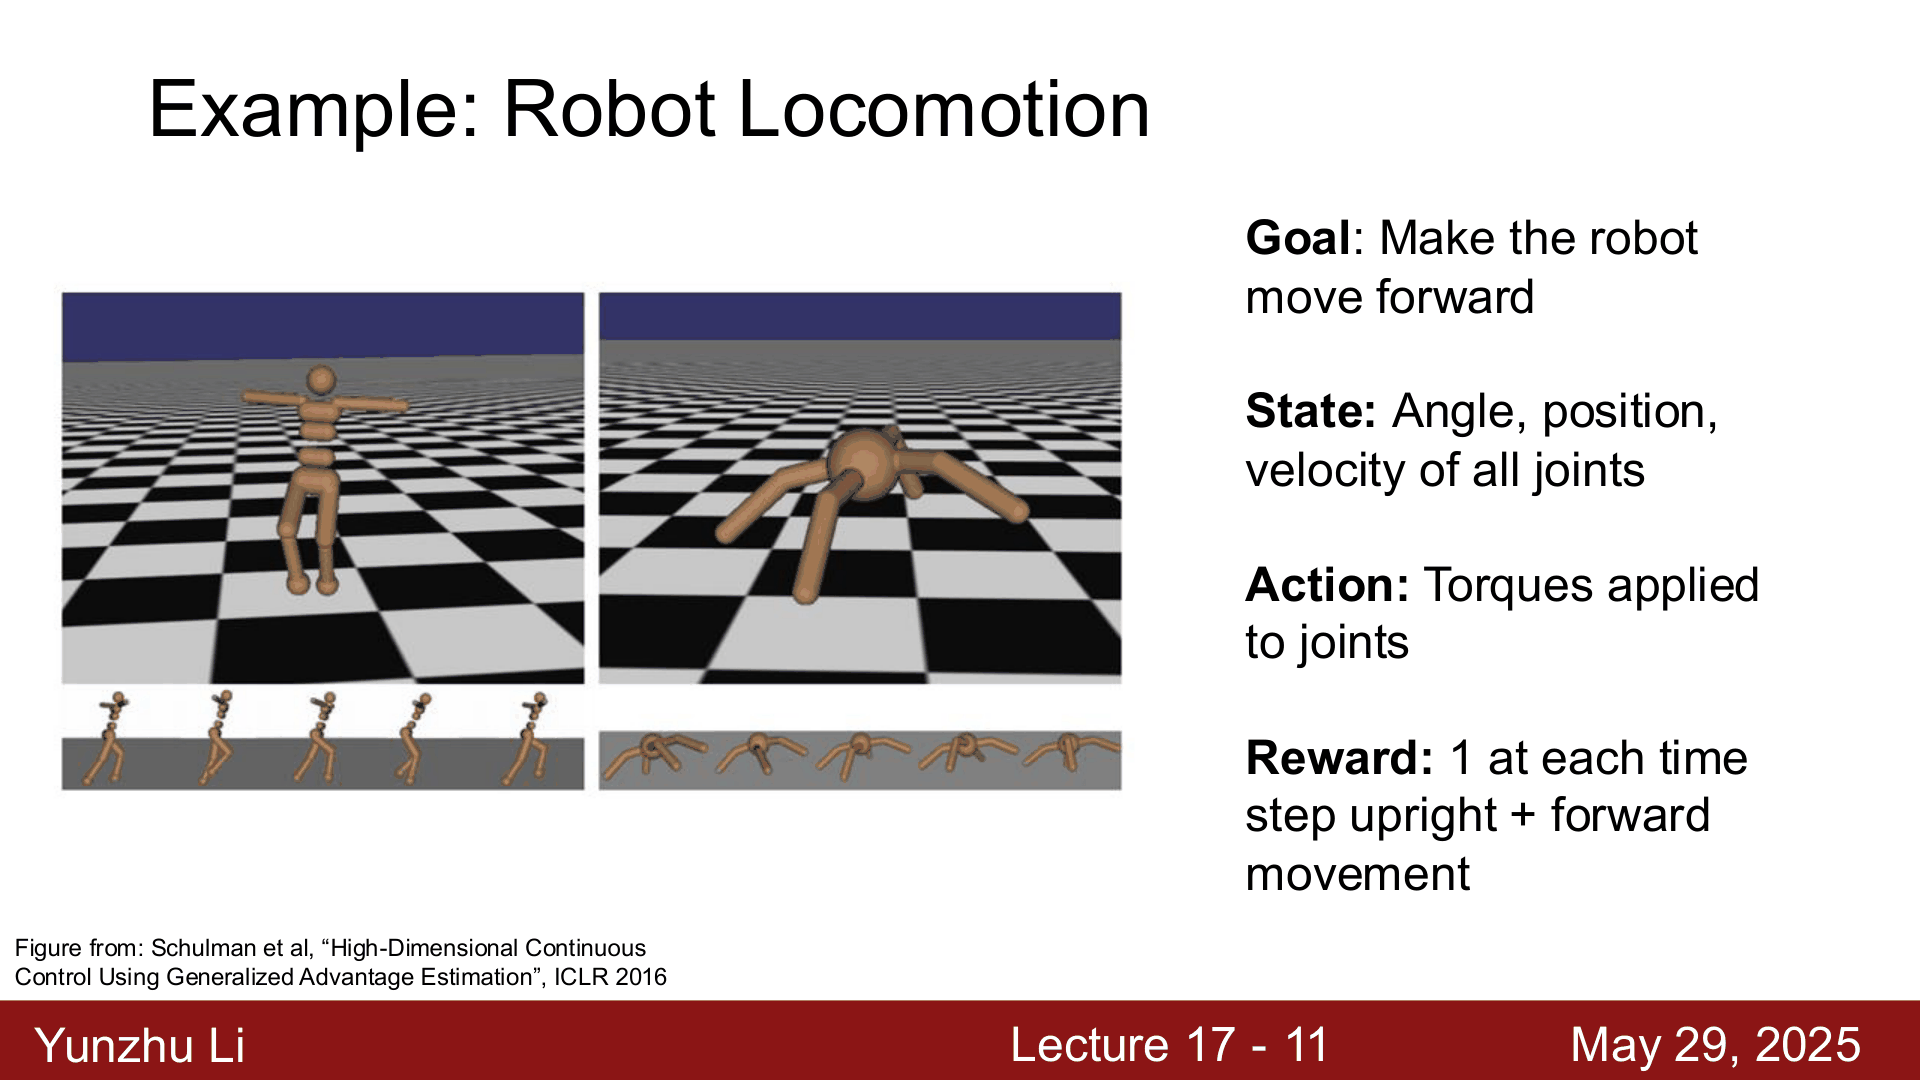 Example: Robot Locomotion
Goal: Make the robot
move forward
State: Angle, position,
velocity of all joints
Action: Torques applied
to joints
Reward: 1 at each time
step upright + forward
movement
Figure from: Schulman et al, “High-Dimensional Continuous
Control Using Generalized Advantage Estimation”, ICLR 2016
Yunzhu Li
Lecture 17 - 11
May 29, 2025